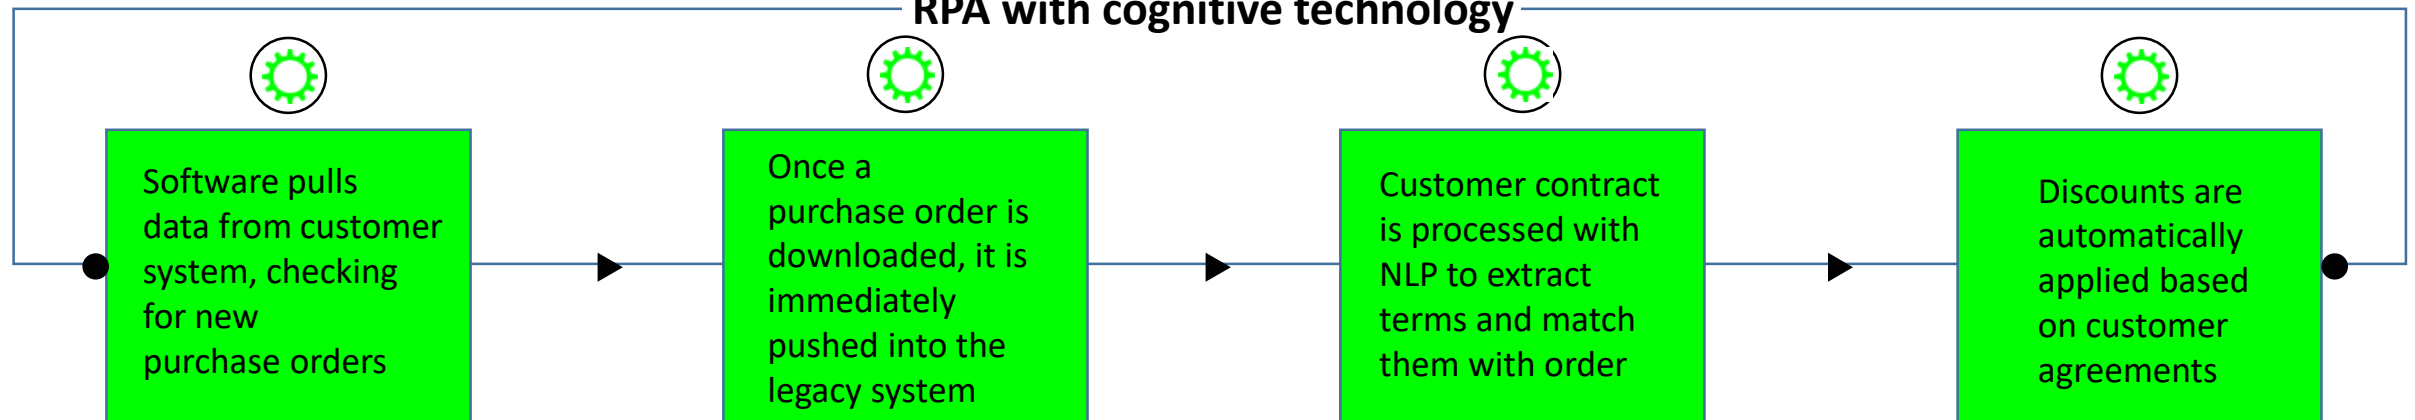 RPA with cognitive technology
Software pulls
data from customer
system, checking
for new
purchase orders
Once a
purchase order is
downloaded, it is
immediately
pushed into the
legacy system
Customer contract
is processed with
NLP to extract
terms and match
them with order
Discounts are
automatically
applied based
on customer
agreements